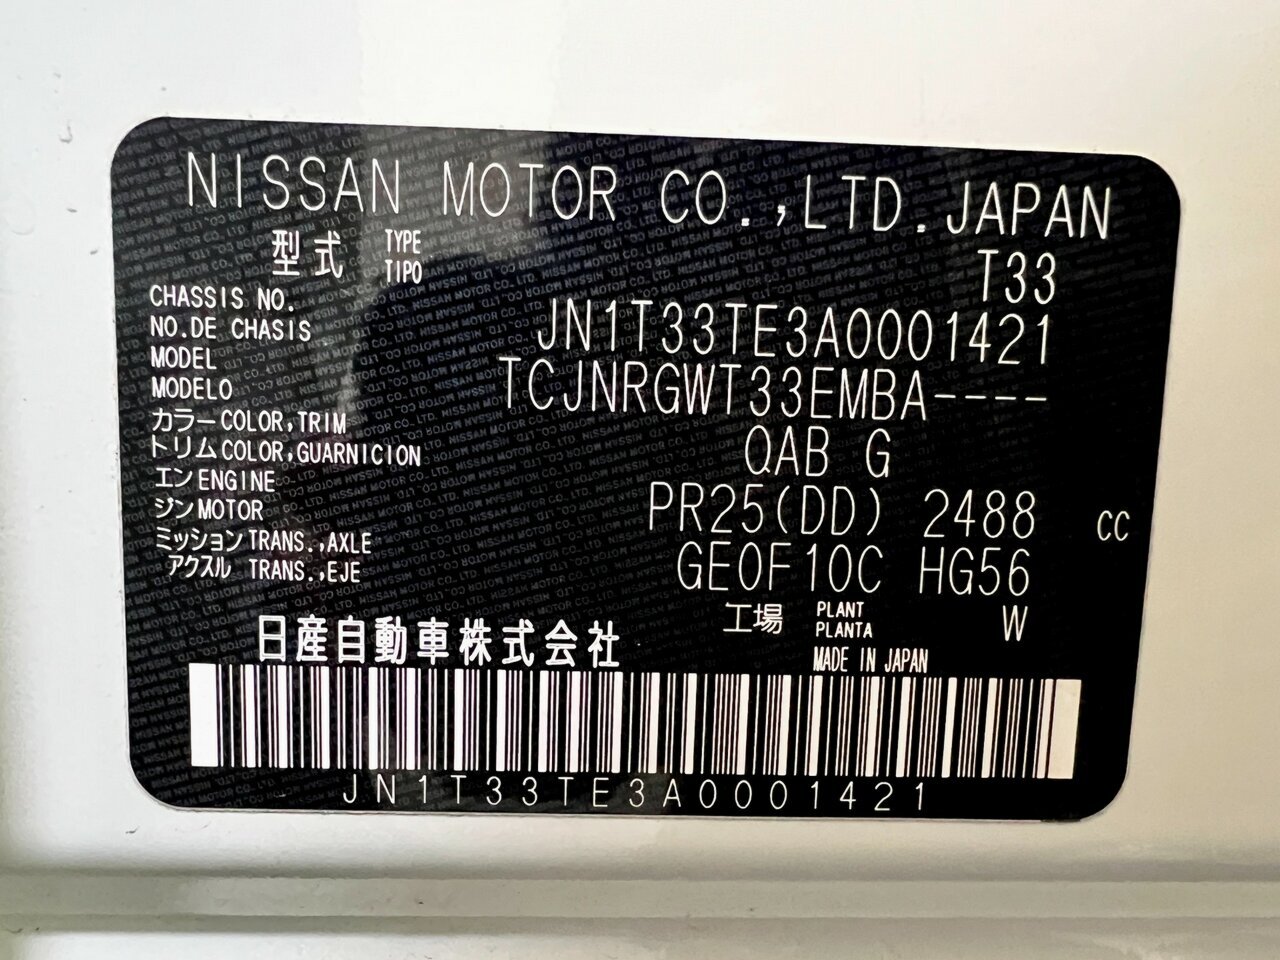 NISSAN MOTOR CO.,LTD.JAPAN
型式 TYPE TIPO T33
CHASSIS NO.
NO.DE CHASIS JN1T33TE3A0001421
MODEL
MODELO TCJNRGWT33EMBA----
カラー COLOR,TRIM
トリム COLOR,GUARNICION QAB G
エン ENGINE
ジン MOTOR PR25(DD) 2488 CC
ミッション TRANS.,AXLE
アクスル TRANS.,EJE GE0F10C HG56
工場 PLANT PLANTA W
日産自動車株式会社 MADE IN JAPAN
JN1T33TE3A0001421